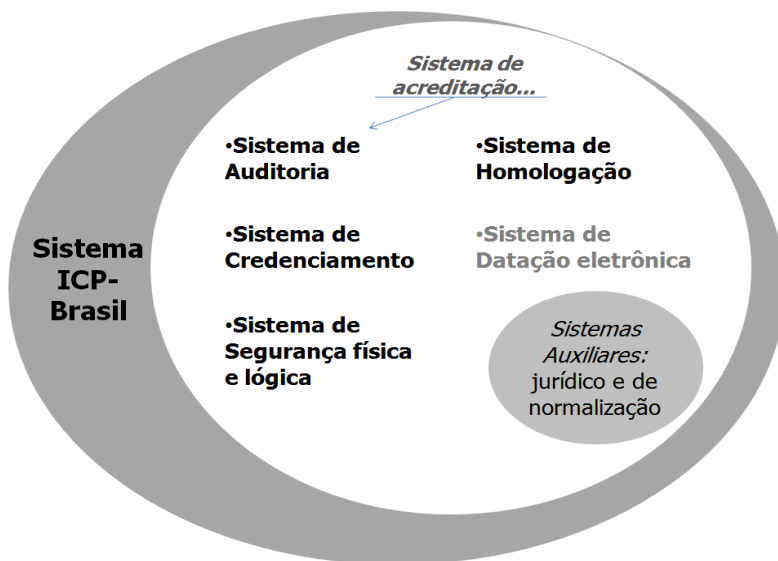 Sistema de
acreditação...
•Sistema de
Auditoria
•Sistema de
Homologação
•Sistema de
Credenciamento
•Sistema de
Datação eletrônica
•Sistema de
Segurança física
e lógica
Sistema
ICP-
Brasil
Sistemas
Auxiliares:
jurídico e de
normalização